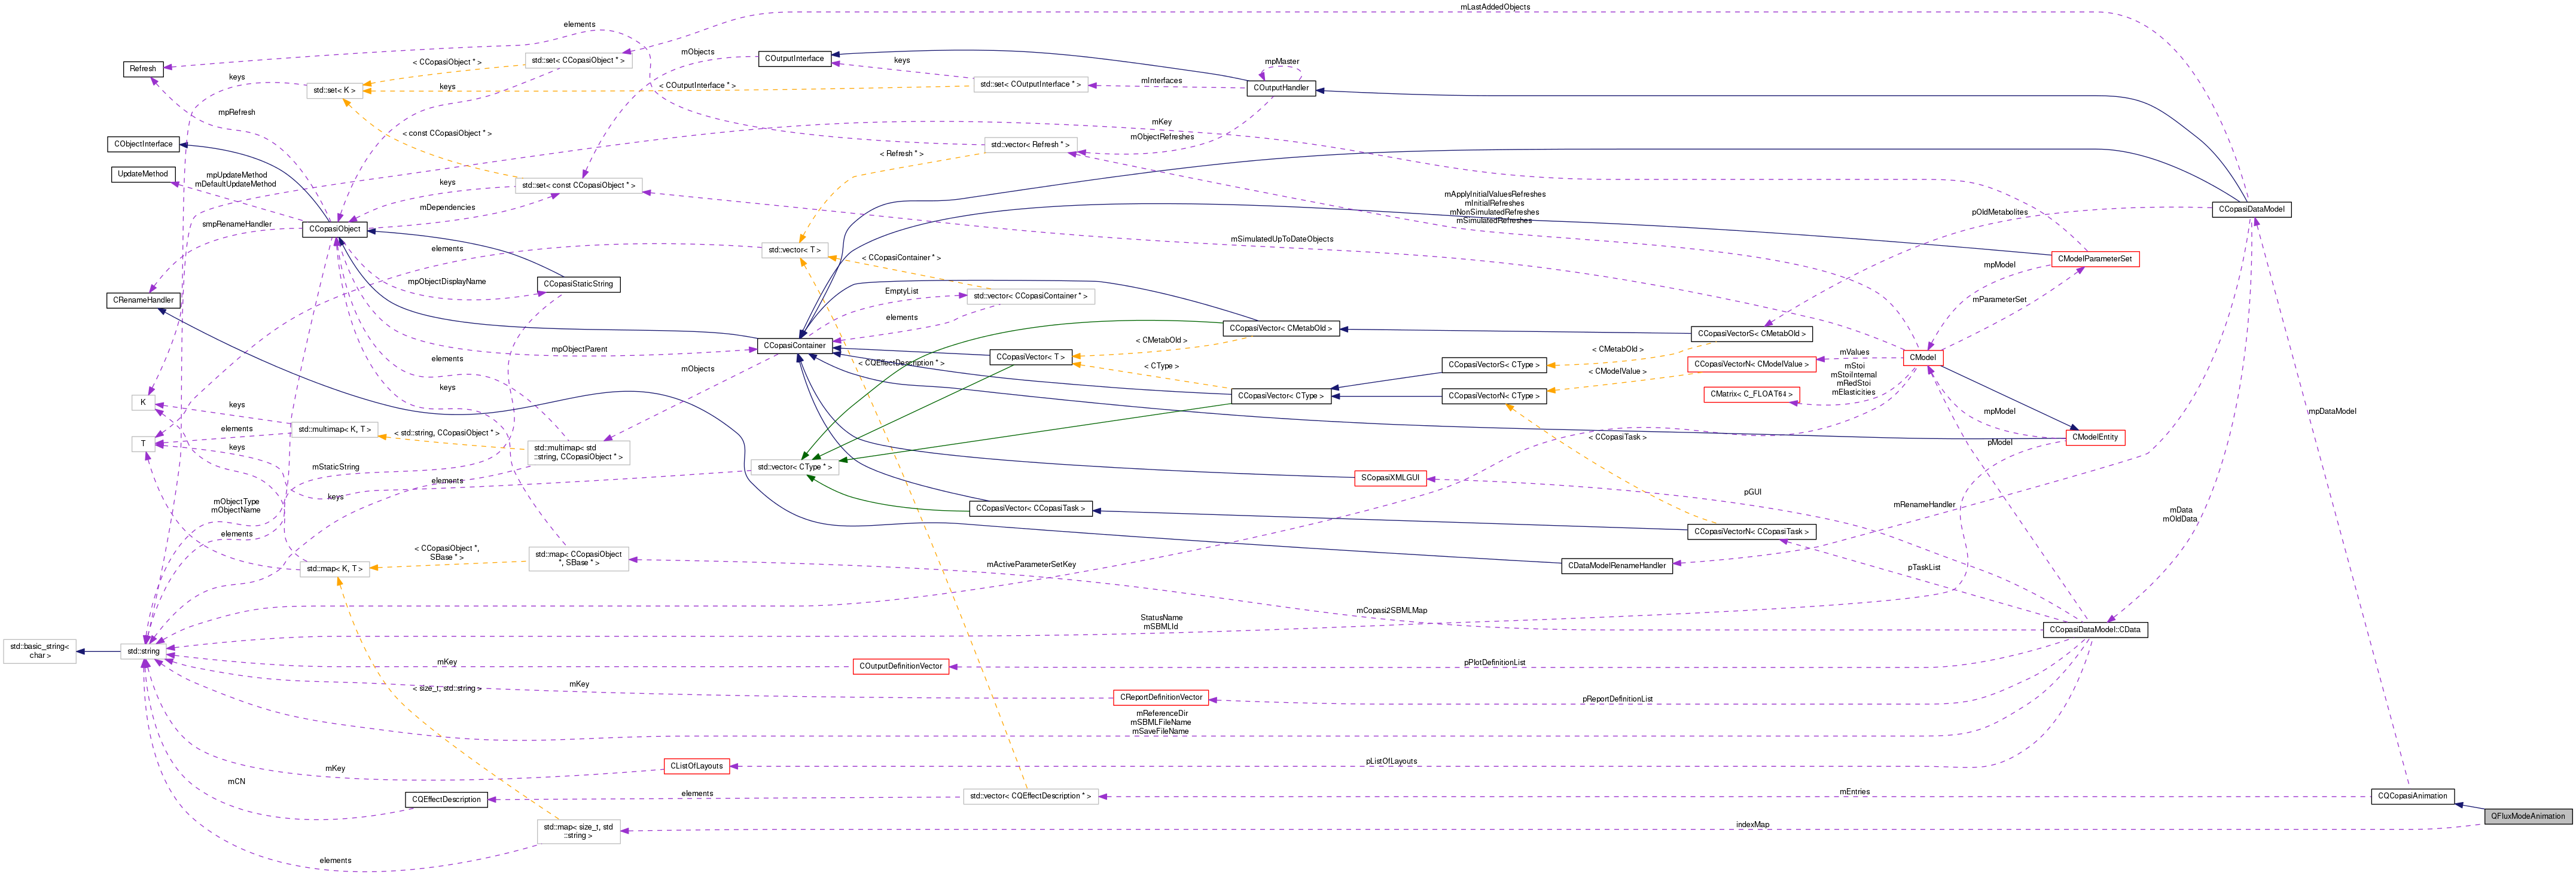 mLastAddedObjects
elements
Refresh
keys
std::set< K >
< CCopasiObject * >
std::set< CCopasiObject * >
mObjects
COutputInterface
keys
std::set< COutputInterface * >
mInterfaces
mpMaster
COutputHandler
keys
< COutputInterface * >
mpRefresh
CObjectInterface
< const CCopasiObject * >
mKey
mObjectRefreshes
std::vector< Refresh * >
< Refresh * >
UpdateMethod
mpUpdateMethod
mDefaultUpdateMethod
keys
std::set< const CCopasiObject * >
mDependencies
mApplyInitialValuesRefreshes
mInitialRefreshes
mNonSimulatedRefreshes
mSimulatedRefreshes
pOldMetabolites
CCopasiDataModel
smpRenameHandler
CCopasiObject
elements
std::vector< T >
mSimulatedUpToDateObjects
< CCopasiContainer * >
CModelParameterSet
mpModel
mpObjectDisplayName
CCopasiStaticString
CRenameHandler
EmptyList
std::vector< CCopasiContainer * >
mParameterSet
elements
CCopasiVector< CMetabOld >
CCopasiVectorS< CMetabOld >
mpObjectParent
CCopasiContainer
< CMetabOld >
CCopasiVector< T >
< CMetabOld >
mValues
CModel
elements
< CQEffectDescription * >
< CType >
CCopasiVectorS< CType >
CCopasiVectorN< CModelValue >
< CModelValue >
mStoi
mStoiInternal
mRedStoi
mElasticities
mObjects
keys
CCopasiVector< CType >
CCopasiVectorN< CType >
CMatrix< C_FLOAT64 >
K
keys
mpModel
mpDataModel
std::multimap< K, T >
elements
< std::string, CCopasiObject * >
T
keys
std::multimap< std
::string, CCopasiObject * >
< CCopasiTask >
CModelEntity
pModel
mStaticString
std::vector< CType * >
elements
SCopasiXMLGUI
keys
pGUI
mObjectType
mObjectName
CCopasiVector< CCopasiTask >
mRenameHandler
mData
mOldData
elements
CCopasiVectorN< CCopasiTask >
std::map< K, T >
< CCopasiObject *,
SBase * >
std::map< CCopasiObject
*, SBase * >
mActiveParameterSetKey
CDataModelRenameHandler
pTaskList
mCopasi2SBMLMap
StatusName
mSBMLId
CCopasiDataModel::CData
std::basic_string<
char >
std::string
mKey
COutputDefinitionVector
pPlotDefinitionList
< size_t, std::string >
mKey
CReportDefinitionVector
pReportDefinitionList
mReferenceDir
mSBMLFileName
mSaveFileName
mKey
CListOfLayouts
pListOfLayouts
mCN
CQEffectDescription
elements
std::vector< CQEffectDescription * >
mEntries
CQCopasiAnimation
std::map< size_t, std
::string >
indexMap
QFluxModeAnimation
elements